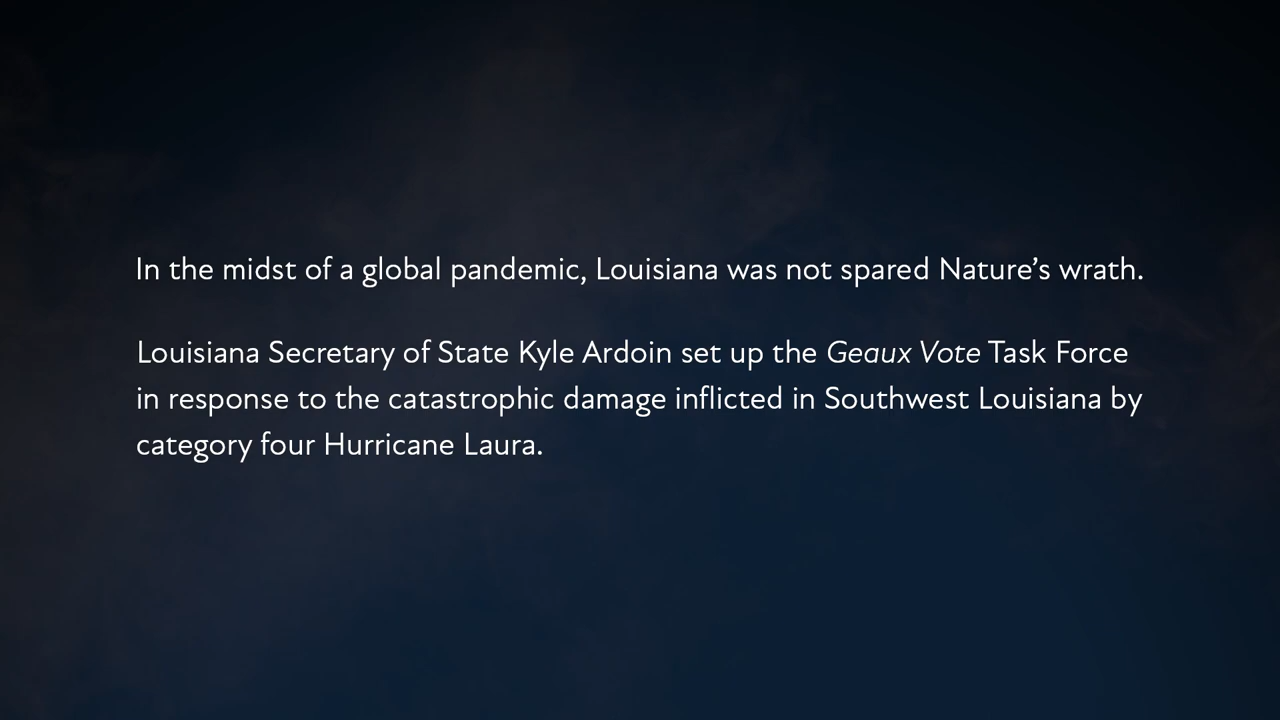 In the midst of a global pandemic, Louisiana was not spared Nature’s wrath.
Louisiana Secretary of State Kyle Ardoin set up the Geaux Vote Task Force
in response to the catastrophic damage inflicted in Southwest Louisiana by
category four Hurricane Laura.